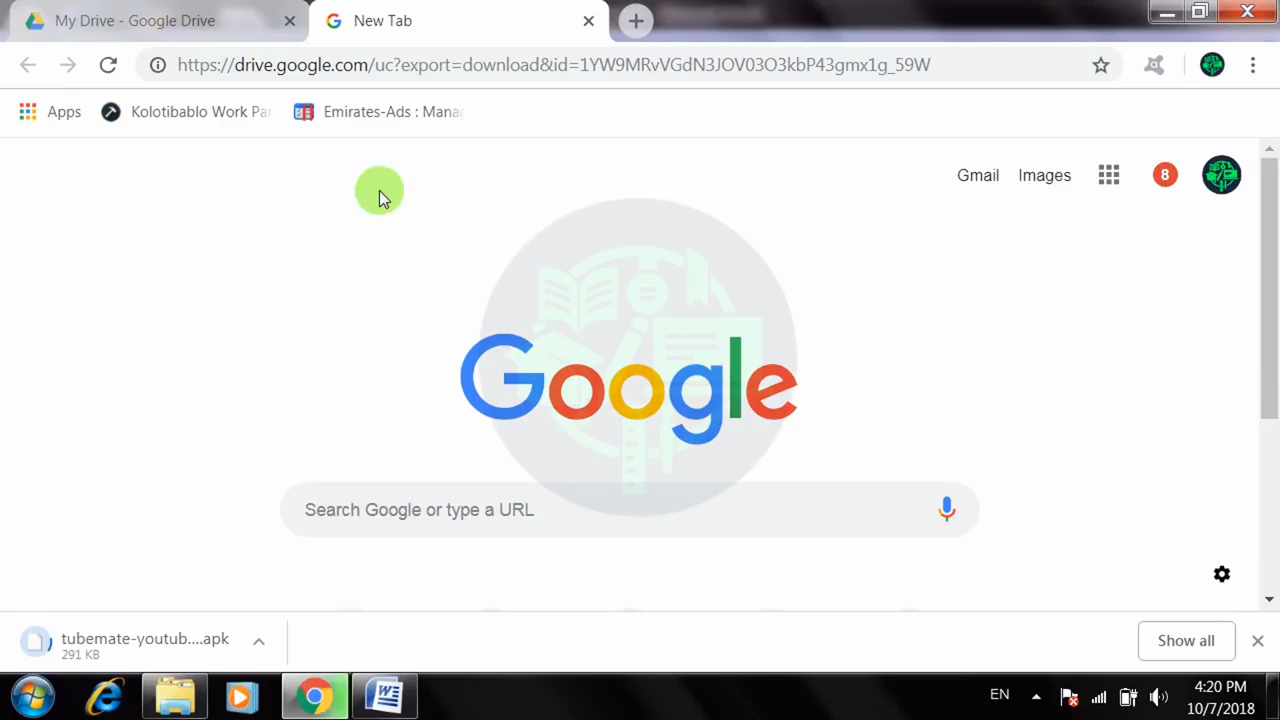 My Drive - Google Drive
New Tab
https://drive.google.com/uc?export=download&id=1YW9MRvVGdN3JOV03O3kbP43gmx1g_59W
Apps
Kolotibablo Work Pa
Emirates-Ads : Mana
Gmail
Images
8
Google
Search Google or type a URL
tubemate-youtub....apk
291 KB
Show all
EN
4:20 PM
10/7/2018